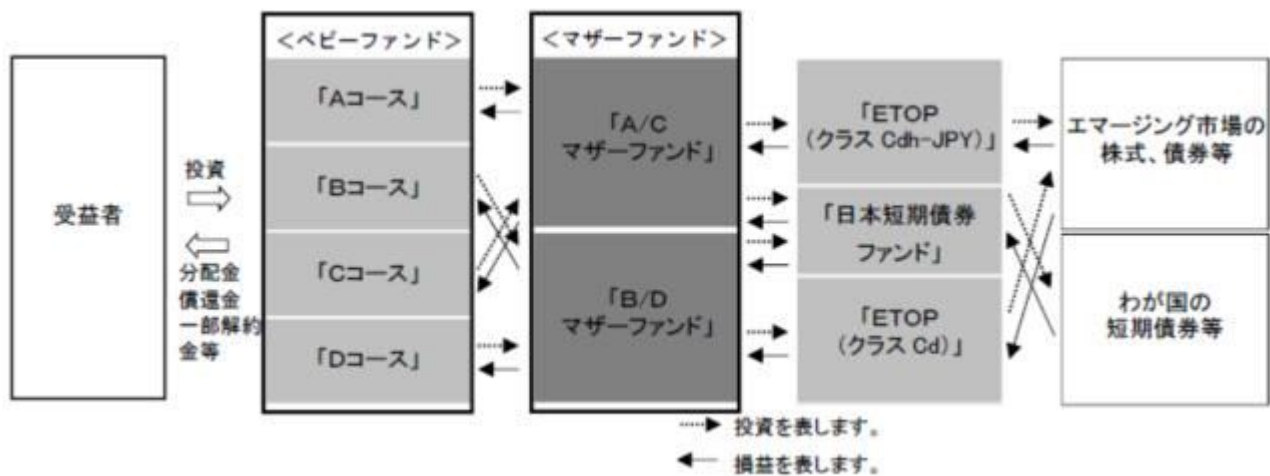 受益者
投資
分配金
償還金
一部解約
金等
＜ベビーファンド＞
「Aコース」
「Bコース」
「Cコース」
「Dコース」
＜マザーファンド＞
「A/C
マザーファンド」
「B/D
マザーファンド」
「ETOP
(クラス Cdh-JPY)」
「日本短期債券
ファンド」
「ETOP
(クラス Cd)」
エマージング市場の
株式、債券等
わが国の
短期債券等
投資を表します。
損益を表します。